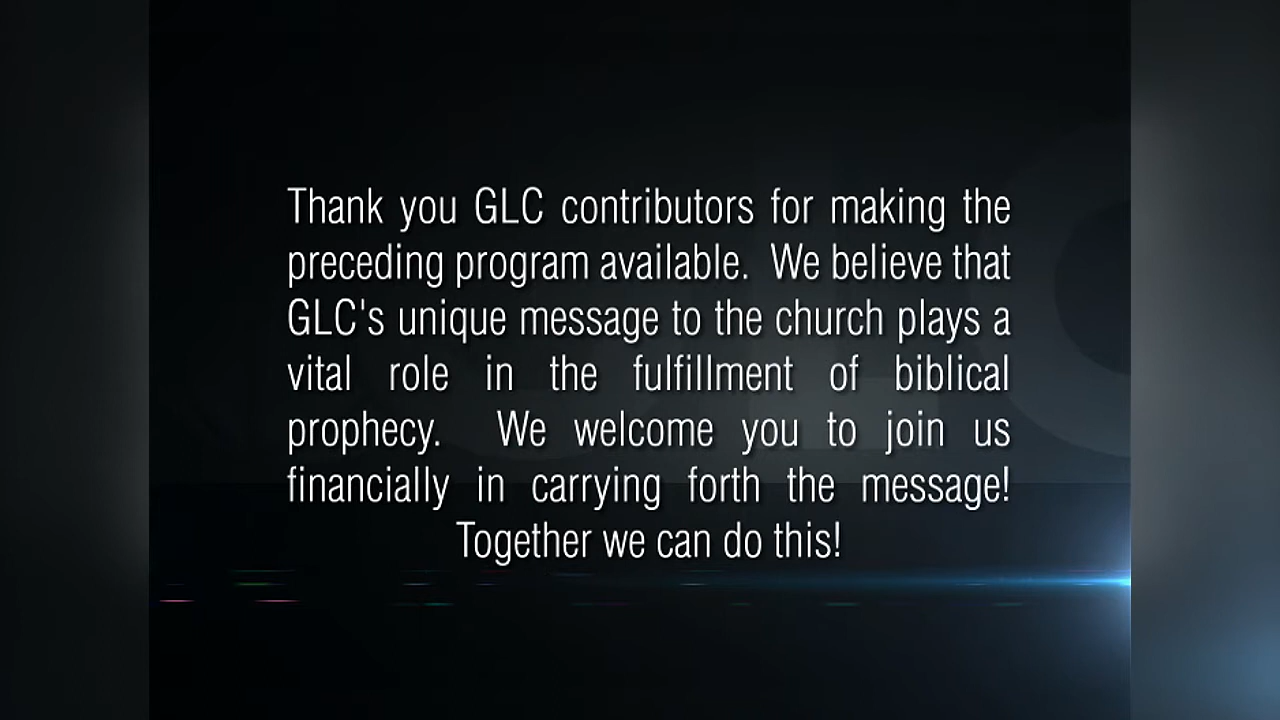 Thank you GLC contributors for making the
preceding program available.  We believe that
GLC's unique message to the church plays a
vital role in the fulfillment of biblical
prophecy.  We welcome you to join us
financially in carrying forth the message!
Together we can do this!